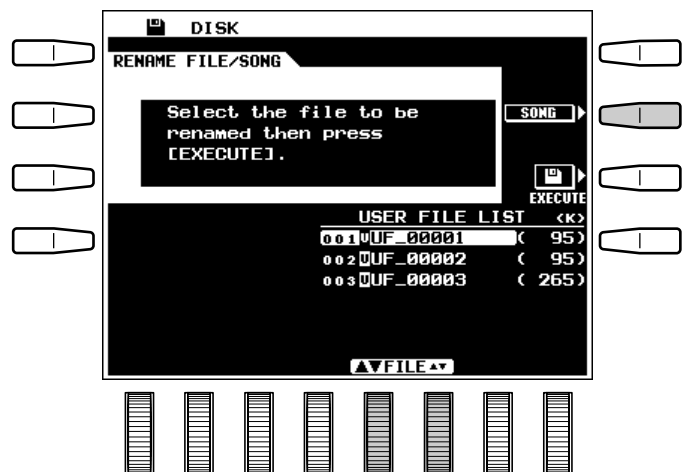 DISK
RENAME FILE/SONG
Select the file to be
renamed then press
[EXECUTE].
SONG
EXECUTE
USER FILE LIST <K>
001 U UF_00001 ( 95)
002 U UF_00002 ( 95)
003 U UF_00003 ( 265)
▲▼FILE▲▼